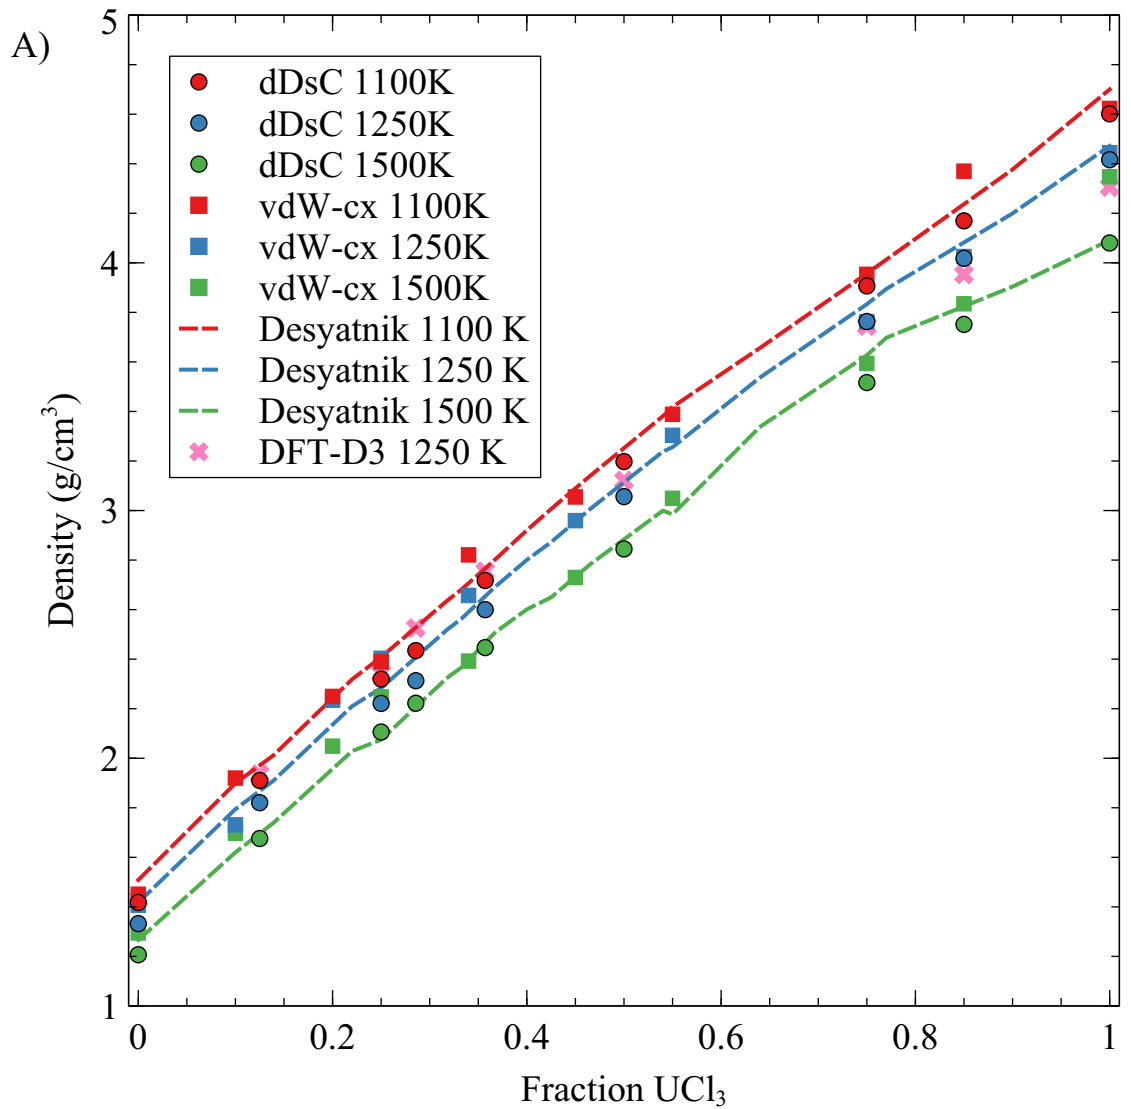 A)
5
4
3
2
1
Density (g/cm³)
dDsC 1100K
dDsC 1250K
dDsC 1500K
vdW-cx 1100K
vdW-cx 1250K
vdW-cx 1500K
Desyatnik 1100 K
Desyatnik 1250 K
Desyatnik 1500 K
DFT-D3 1250 K
0 0.2 0.4 0.6 0.8 1
Fraction UCl₃